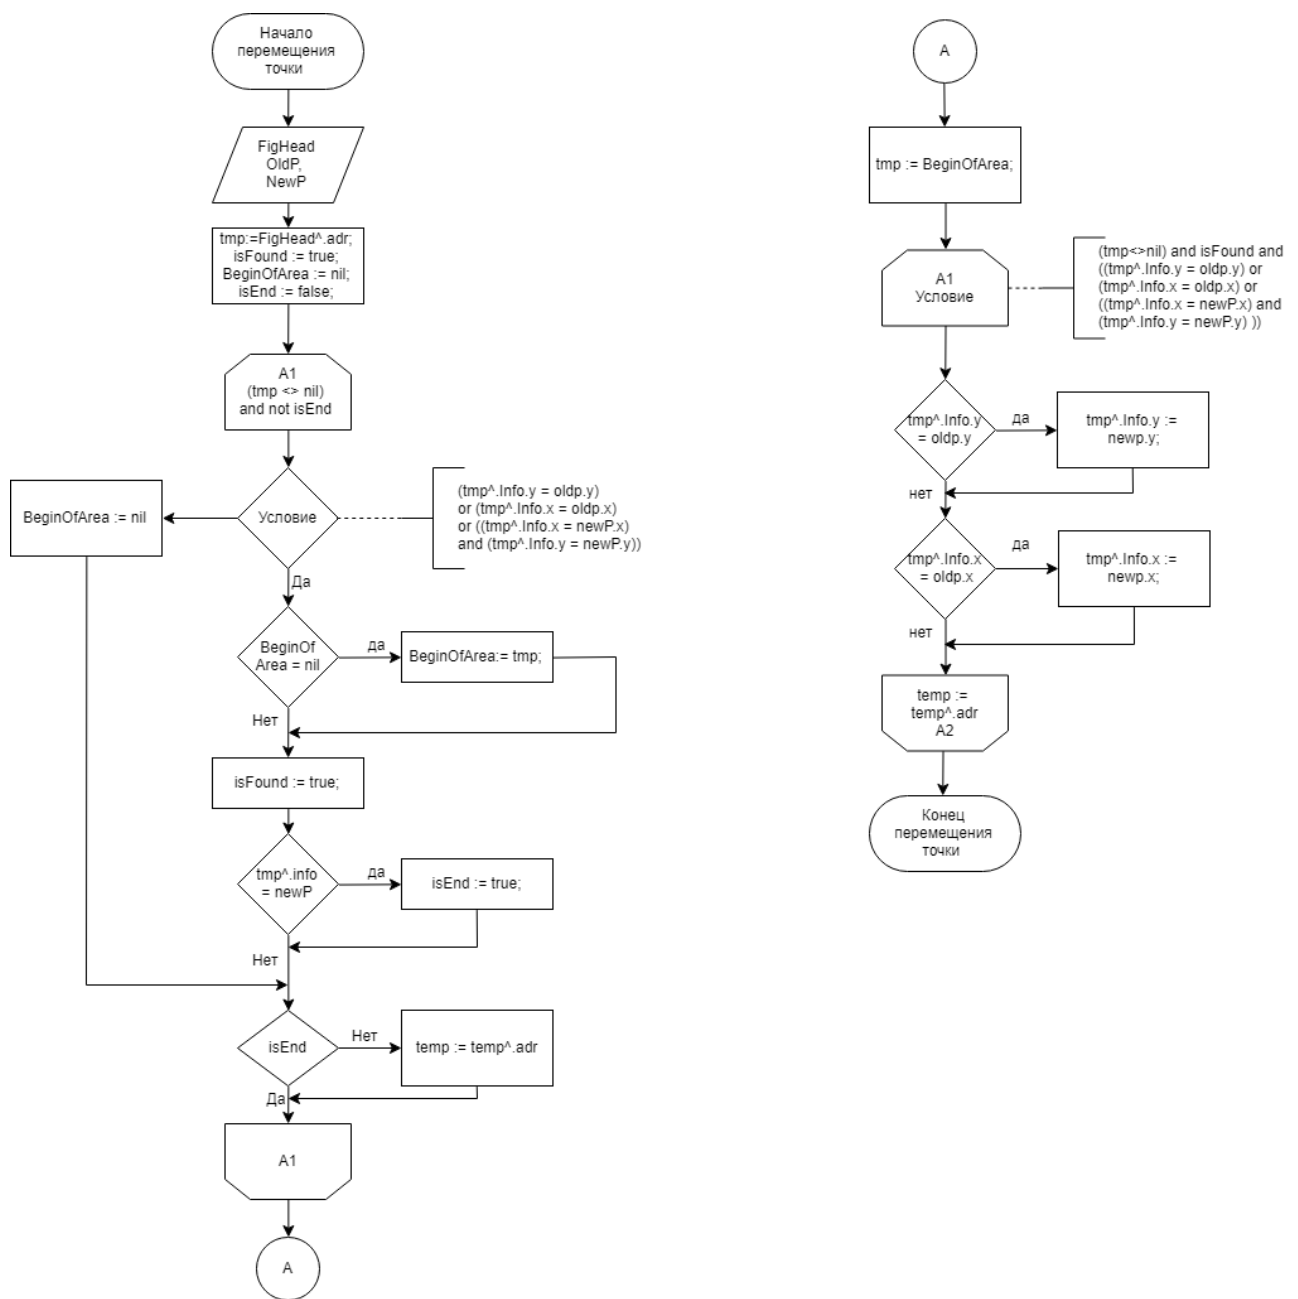 Начало
перемещения
точки
FigHead
OldP,
NewP
tmp:=FigHead^.adr;
isFound := true;
BeginOfArea := nil;
isEnd := false;
A1
(tmp <> nil)
and not isEnd
Условие
(tmp^.Info.y = oldp.y)
or (tmp^.Info.x = oldp.x)
or ((tmp^.Info.x = newP.x)
and (tmp^.Info.y = newP.y))
BeginOfArea := nil
Да
BeginOf
Area = nil
да
BeginOfArea:= tmp;
Нет
isFound := true;
tmp^.info
= newP
да
isEnd := true;
Нет
isEnd
Нет
temp := temp^.adr
Да
A1
A
A
tmp := BeginOfArea;
A1
Условие
(tmp<>nil) and isFound and
((tmp^.Info.y = oldp.y) or
(tmp^.Info.x = oldp.x) or
((tmp^.Info.x = newP.x) and
(tmp^.Info.y = newP.y) ))
tmp^.Info.y
= oldp.y
да
tmp^.Info.y :=
newp.y;
нет
tmp^.Info.x
= oldp.x
да
tmp^.Info.x :=
newp.x;
нет
temp :=
temp^.adr
A2
Конец
перемещения
точки